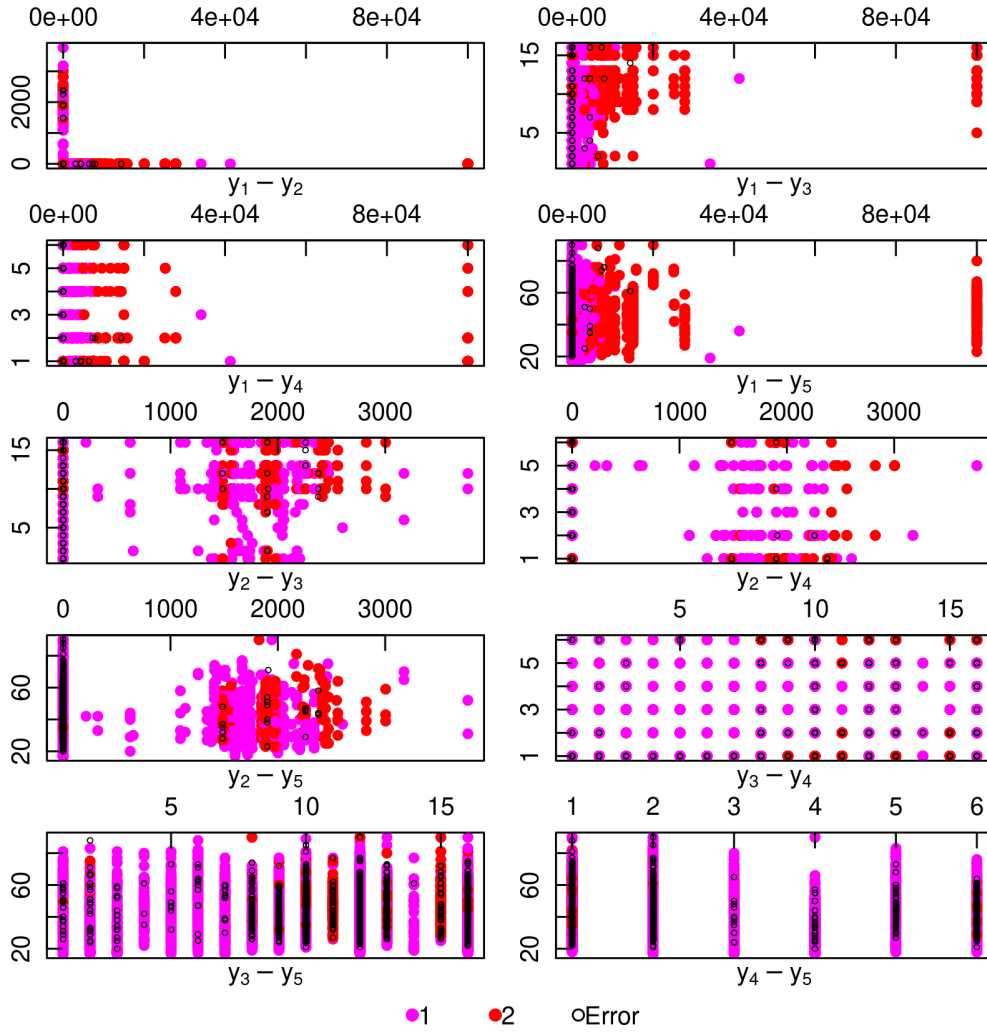 0e+00 4e+04 8e+04 0e+00 4e+04 8e+04
0 2000
5 15
y₁ − y₂
y₁ − y₃
0e+00 4e+04 8e+04 0e+00 4e+04 8e+04
1 3 5
20 60
y₁ − y₄
y₁ − y₅
0 1000 2000 3000 0 1000 2000 3000
5 15
1 3 5
y₂ − y₃
y₂ − y₄
0 1000 2000 3000 5 10 15
20 60
1 3 5
y₂ − y₅
y₃ − y₄
5 10 15 1 2 3 4 5 6
20 60
20 60
y₃ − y₅
y₄ − y₅
1 2 Error